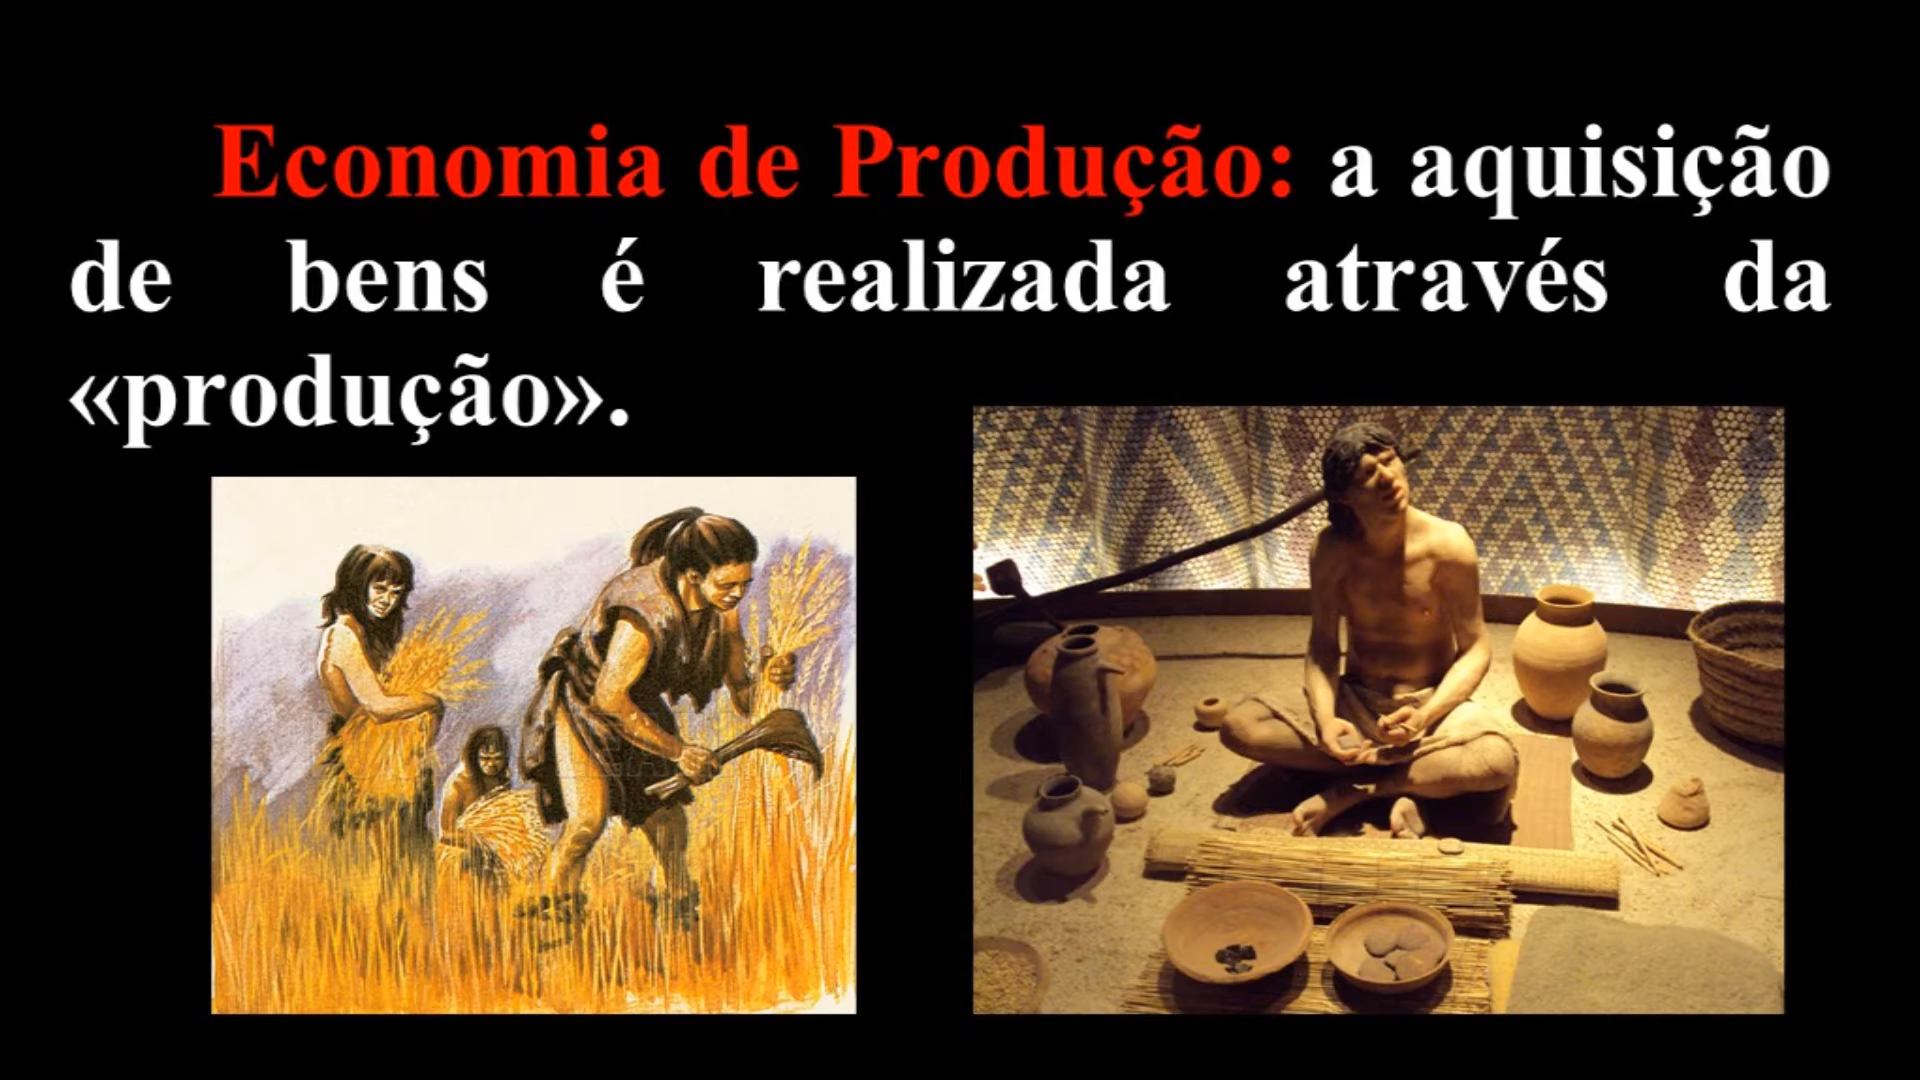 Economia de Produção: a aquisição
de bens é realizada através da
«produção».